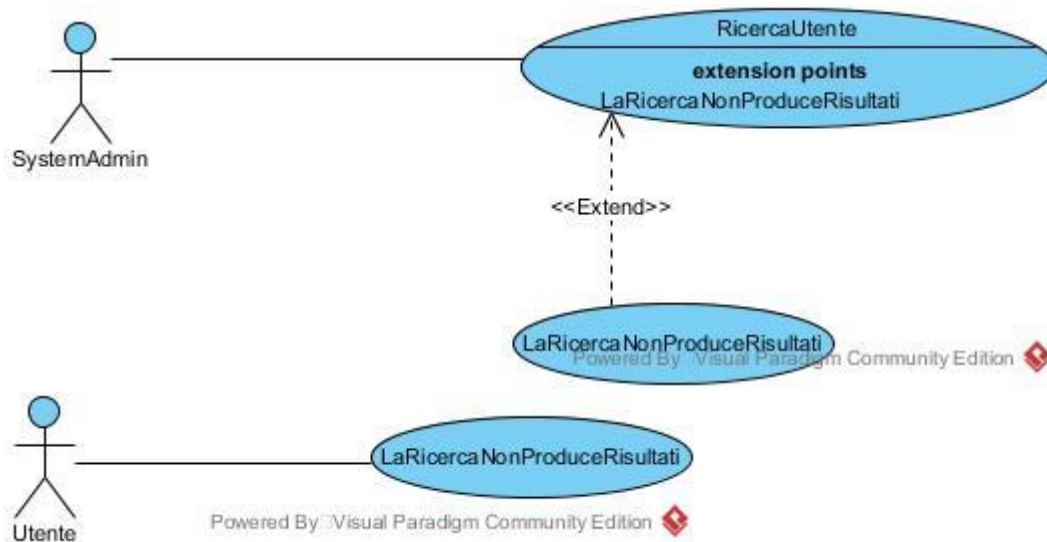 RicercaUtente
extension points
LaRicercaNonProduceRisultati
SystemAdmin
<<Extend>>
LaRicercaNonProduceRisultati
Powered By Visual Paradigm Community Edition
LaRicercaNonProduceRisultati
Utente
Powered By Visual Paradigm Community Edition